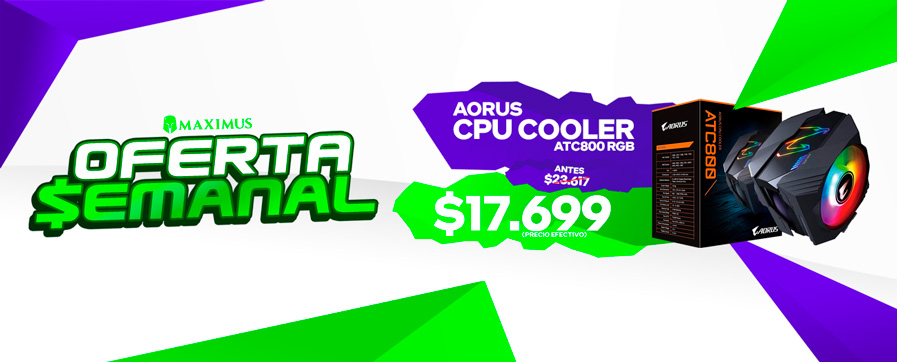 MAXIMUS
OFERTA
$EMANAL
AORUS
CPU COOLER
ATC800 RGB
ANTES
$23.617
$17.699
(PRECIO EFECTIVO)
AORUS
ATC800
AORUS